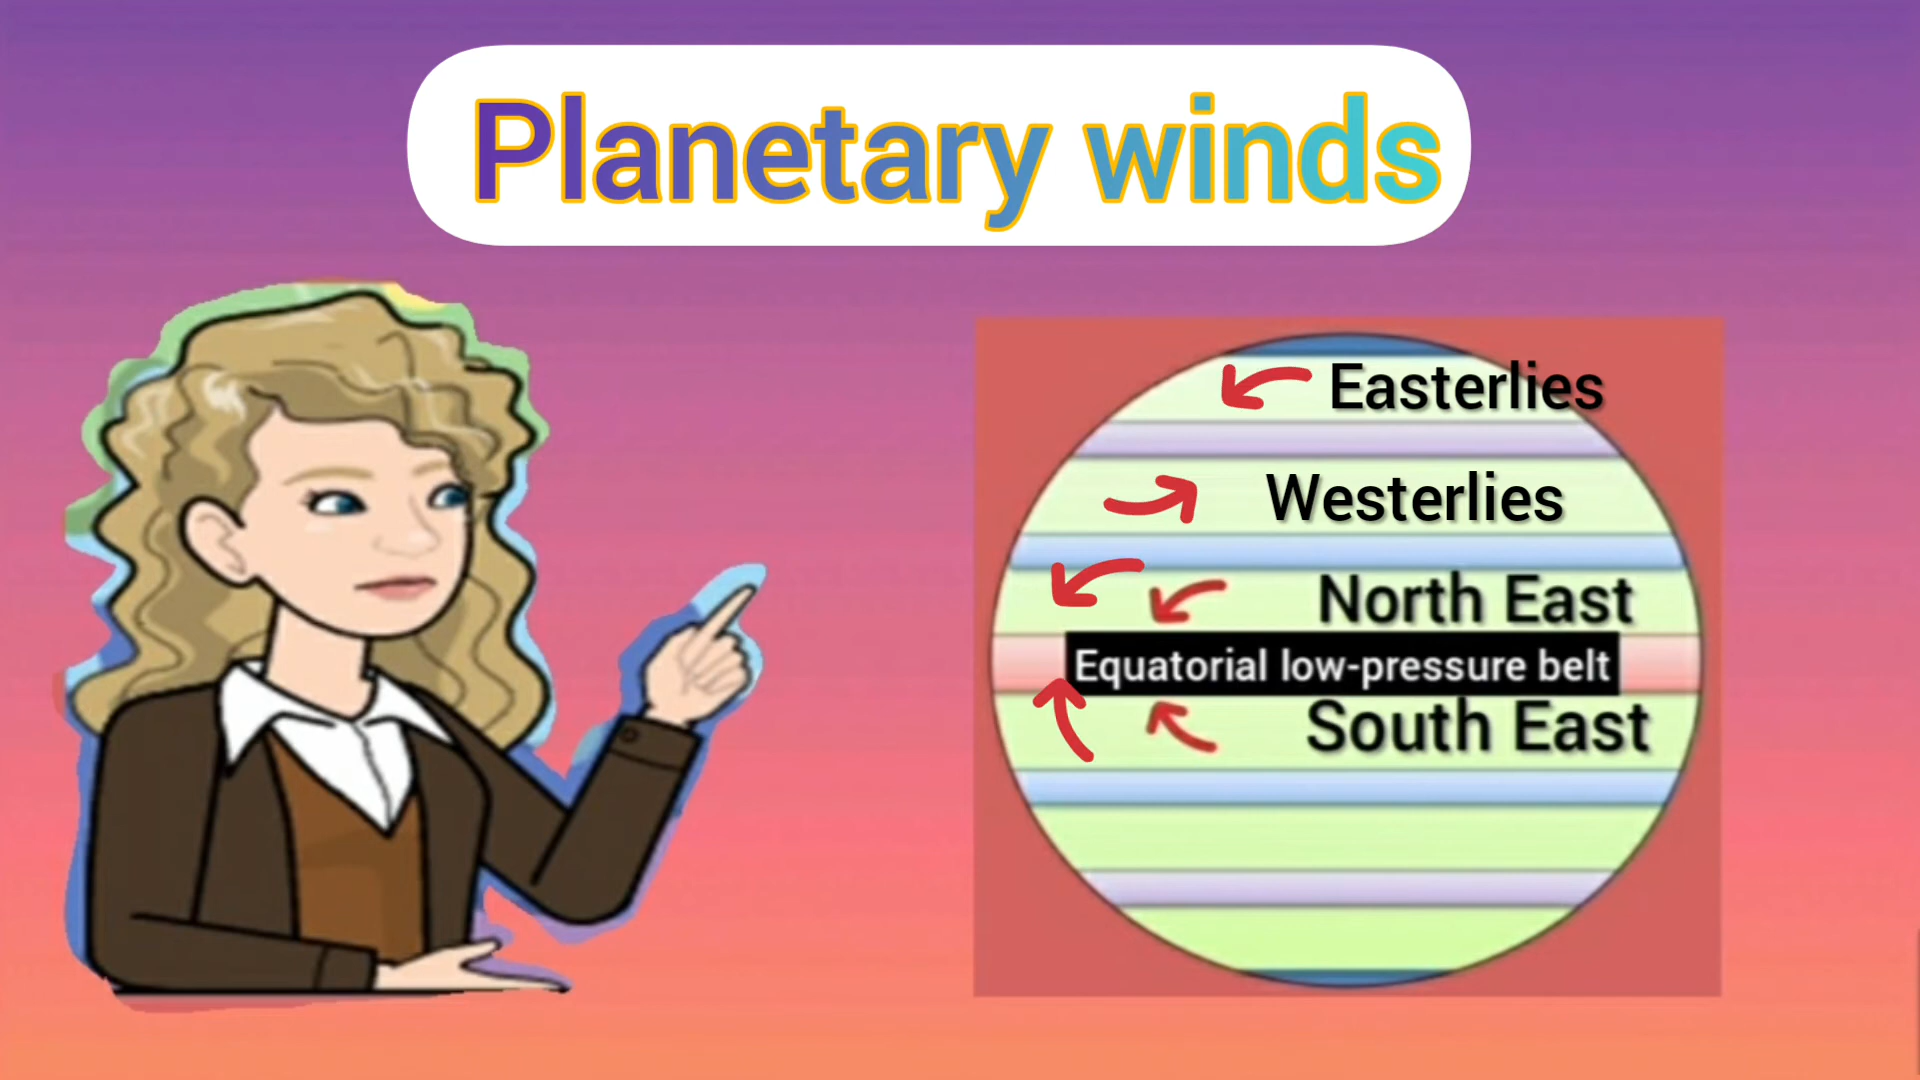 Planetary winds
Easterlies
Westerlies
North East
Equatorial low-pressure belt
South East